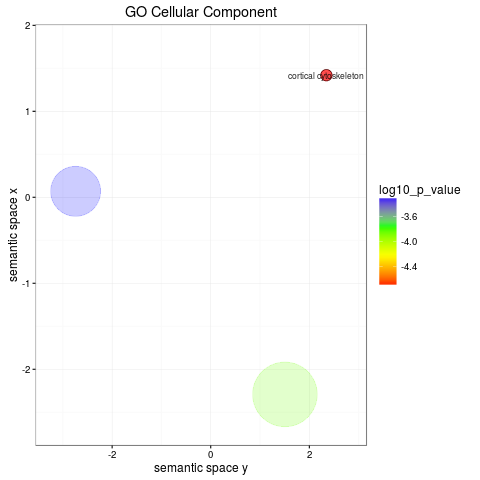 GO Cellular Component
2
1
0
-1
-2
semantic space x
cortical cytoskeleton
-2
0
2
semantic space y
log10_p_value
-3.6
-4.0
-4.4